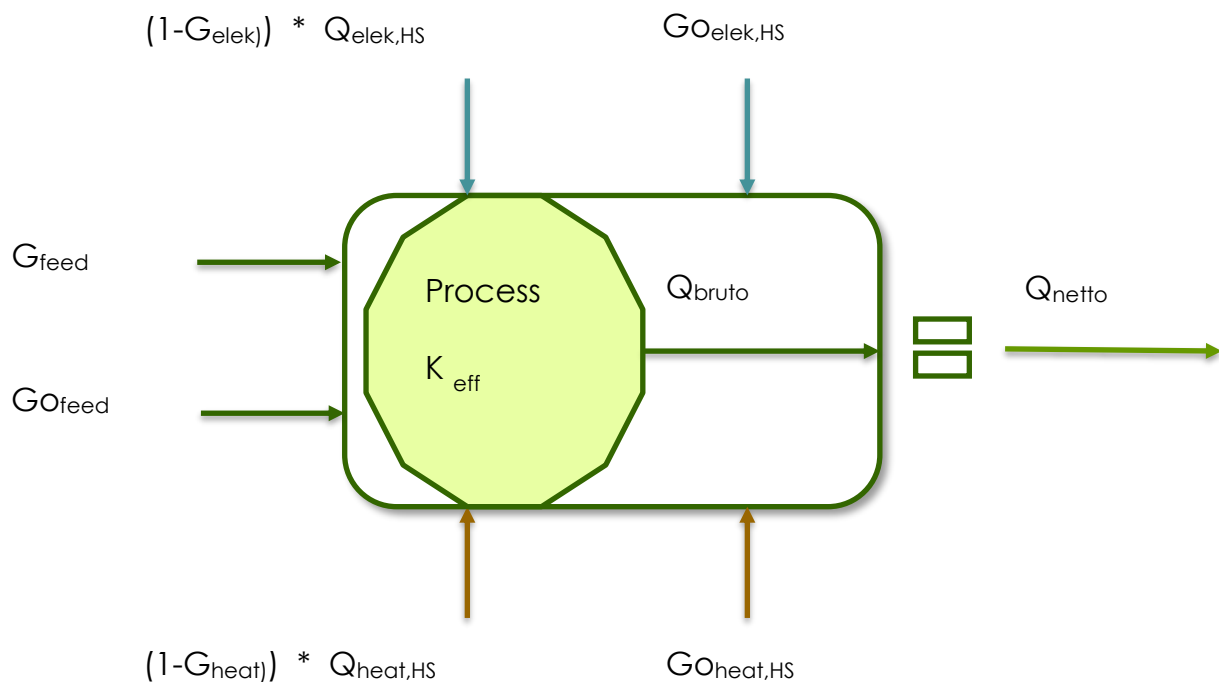 (1-Gelek)) * Qelek,HS
Goelek,HS
Gfeed
Process
Qbruto
Qnetto
K eff
Gofeed
(1-Gheat)) * Qheat,HS
Goheat,HS